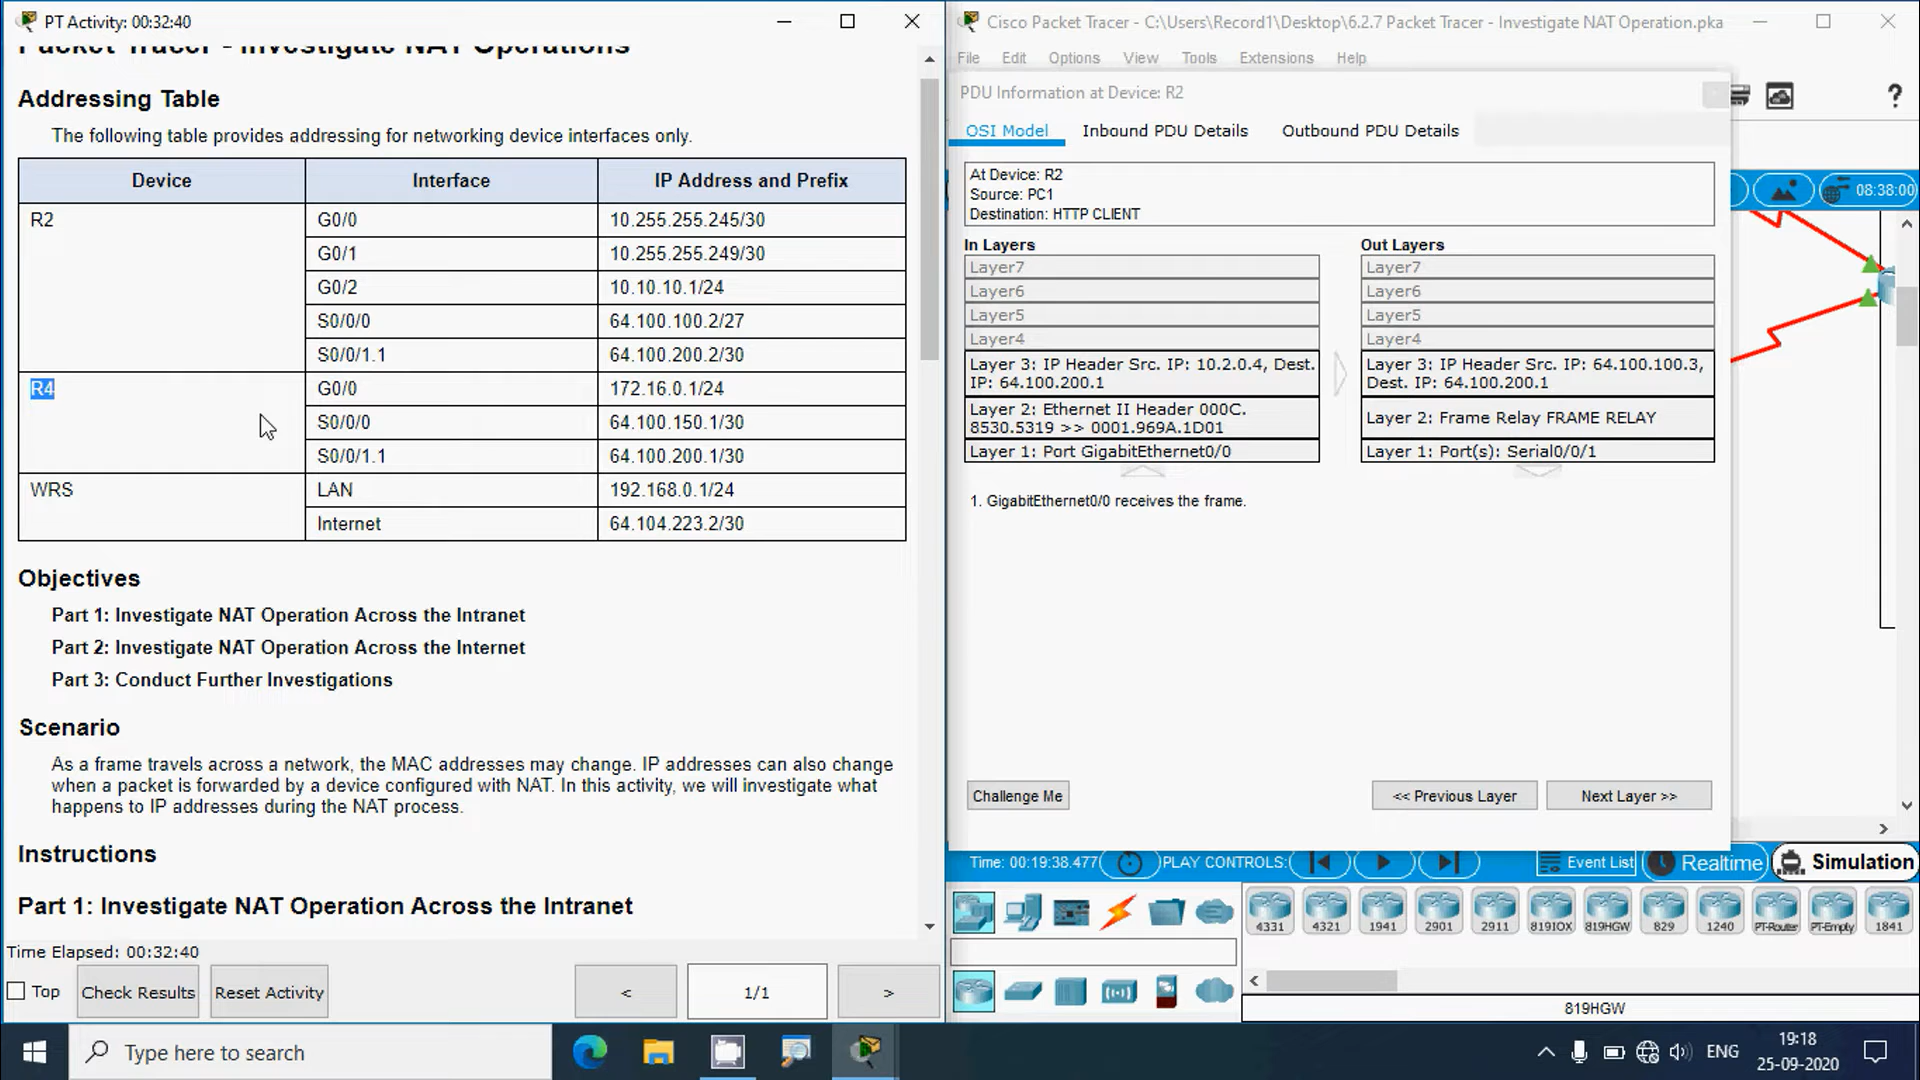 PT Activity: 00:32:40
Packet Tracer - Investigate NAT Operations
Addressing Table
The following table provides addressing for networking device interfaces only.
Device Interface IP Address and Prefix
R2 G0/0 10.255.255.245/30
G0/1 10.255.255.249/30
G0/2 10.10.10.1/24
S0/0/0 64.100.100.2/27
S0/0/1.1 64.100.200.2/30
R4 G0/0 172.16.0.1/24
S0/0/0 64.100.150.1/30
S0/0/1.1 64.100.200.1/30
WRS LAN 192.168.0.1/24
Internet 64.104.223.2/30
Objectives
Part 1: Investigate NAT Operation Across the Intranet
Part 2: Investigate NAT Operation Across the Internet
Part 3: Conduct Further Investigations
Scenario
As a frame travels across a network, the MAC addresses may change. IP addresses can also change
when a packet is forwarded by a device configured with NAT. In this activity, we will investigate what
happens to IP addresses during the NAT process.
Instructions
Part 1: Investigate NAT Operation Across the Intranet
Time Elapsed: 00:32:40
Top Check Results Reset Activity < 1/1 >
Cisco Packet Tracer - C:\Users\Record1\Desktop\6.2.7 Packet Tracer - Investigate NAT Operation.pka
File Edit Options View Tools Extensions Help
PDU Information at Device: R2
?
OSI Model Inbound PDU Details Outbound PDU Details
At Device: R2
Source: PC1
Destination: HTTP CLIENT
08:38:00
In Layers Out Layers
Layer7 Layer7
Layer6 Layer6
Layer5 Layer5
Layer4 Layer4
Layer 3: IP Header Src. IP: 10.2.0.4, Dest.
IP: 64.100.200.1
Layer 3: IP Header Src. IP: 64.100.100.3,
Dest. IP: 64.100.200.1
Layer 2: Ethernet II Header 000C.
8530.5319 >> 0001.969A.1D01
Layer 2: Frame Relay FRAME RELAY
Layer 1: Port GigabitEthernet0/0 Layer 1: Port(s): Serial0/0/1
1. GigabitEthernet0/0 receives the frame.
Challenge Me << Previous Layer Next Layer >>
Time: 00:19:38.477 PLAY CONTROLS: Event List Realtime Simulation
4331 4321 1941 2901 2911 819IOX 819HGW 829 1240 PT-Router PT-Empty 1841
819HGW
Type here to search
ENG
19:18
25-09-2020